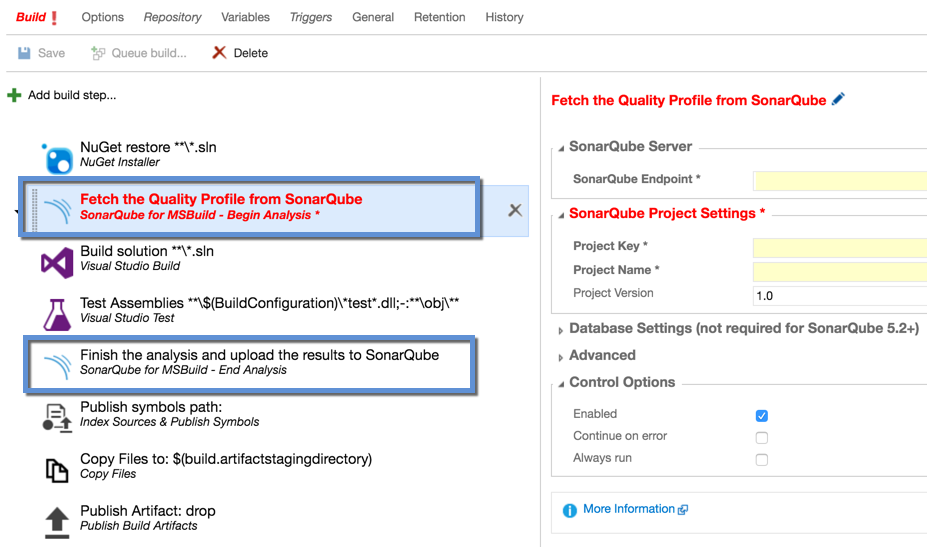 Build ! Options Repository Variables Triggers General Retention History
Save Queue build... Delete
Add build step...
NuGet restore **\*.sln
NuGet Installer
Fetch the Quality Profile from SonarQube
SonarQube for MSBuild - Begin Analysis *
Build solution **\*.sln
Visual Studio Build
Test Assemblies **\$(BuildConfiguration)\*test*.dll;-:**\obj\**
Visual Studio Test
Finish the analysis and upload the results to SonarQube
SonarQube for MSBuild - End Analysis
Publish symbols path:
Index Sources & Publish Symbols
Copy Files to: $(build.artifactstagingdirectory)
Copy Files
Publish Artifact: drop
Publish Build Artifacts
Fetch the Quality Profile from SonarQube
SonarQube Server
SonarQube Endpoint *
SonarQube Project Settings *
Project Key *
Project Name *
Project Version 1.0
Database Settings (not required for SonarQube 5.2+)
Advanced
Control Options
Enabled
Continue on error
Always run
More Information